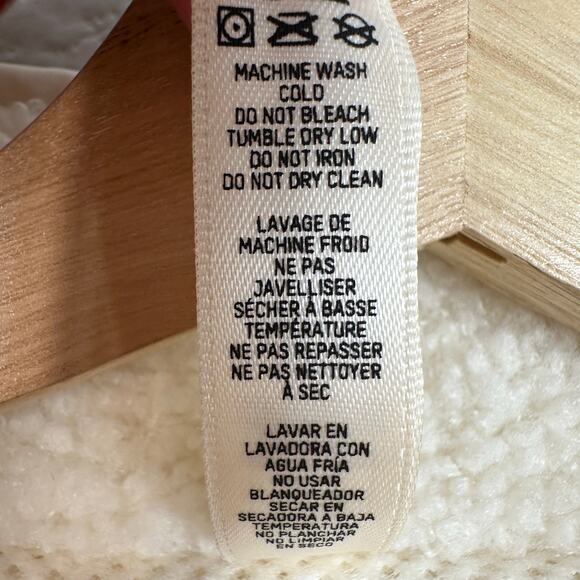 MACHINE WASH
COLD
DO NOT BLEACH
TUMBLE DRY LOW
DO NOT IRON
DO NOT DRY CLEAN
LAVAGE DE
MACHINE FROID
NE PAS
JAVELLISER
SÉCHER À BASSE
TEMPÉRATURE
NE PAS REPASSER
NE PAS NETTOYER
À SEC
LAVAR EN
LAVADORA CON
AGUA FRÍA
NO USAR
BLANQUEADOR
SECAR EN
SECADORA A BAJA
TEMPERATURA
NO PLANCHAR
NO LIMPIAR
EN SECO